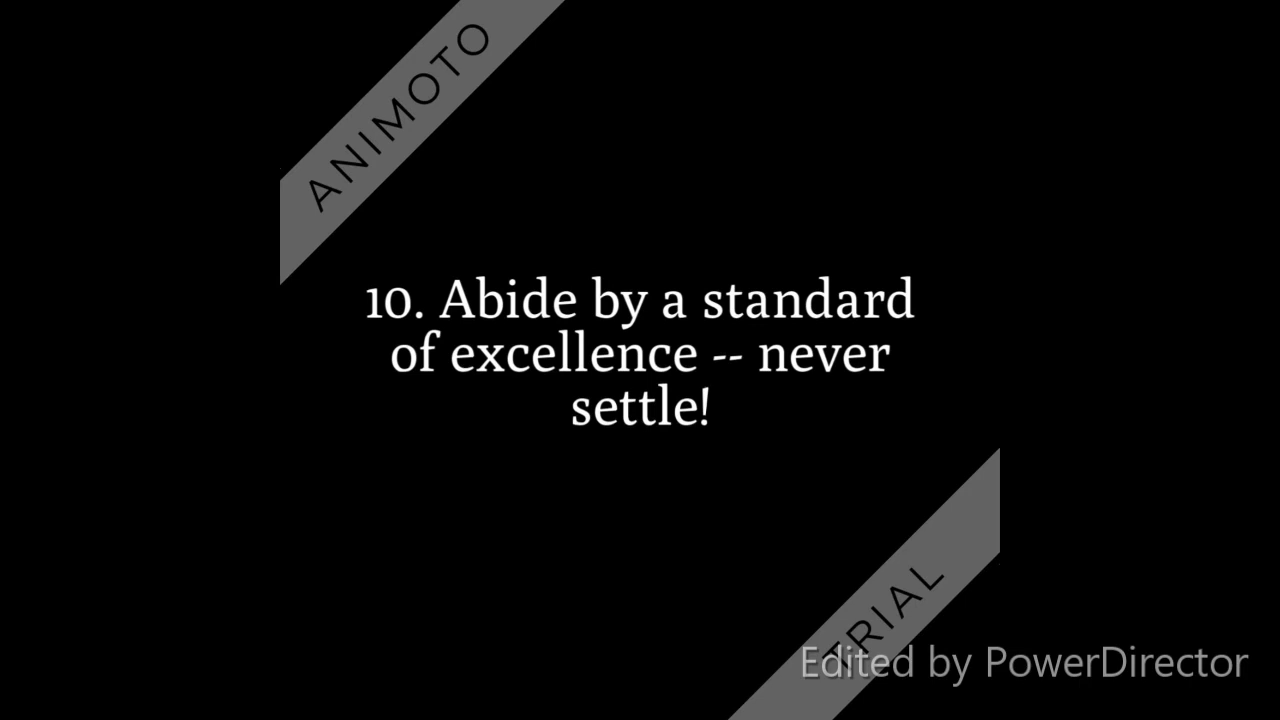 ANIMOTO
10. Abide by a standard
of excellence -- never
settle!
TRIAL
Edited by PowerDirector